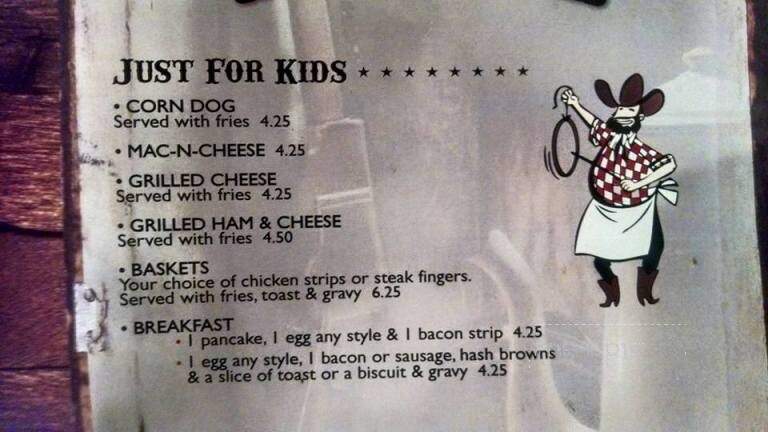 JUST FOR KIDS ★ ★ ★ ★ ★ ★ ★ ★
• CORN DOG
Served with fries 4.25
• MAC-N-CHEESE 4.25
• GRILLED CHEESE
Served with fries 4.25
• GRILLED HAM & CHEESE
Served with fries 4.50
• BASKETS
Your choice of chicken strips or steak fingers.
Served with fries, toast & gravy 6.25
• BREAKFAST
• 1 pancake, 1 egg any style & 1 bacon strip 4.25
• 1 egg any style, 1 bacon or sausage, hash browns
& a slice of toast or a biscuit & gravy 4.25